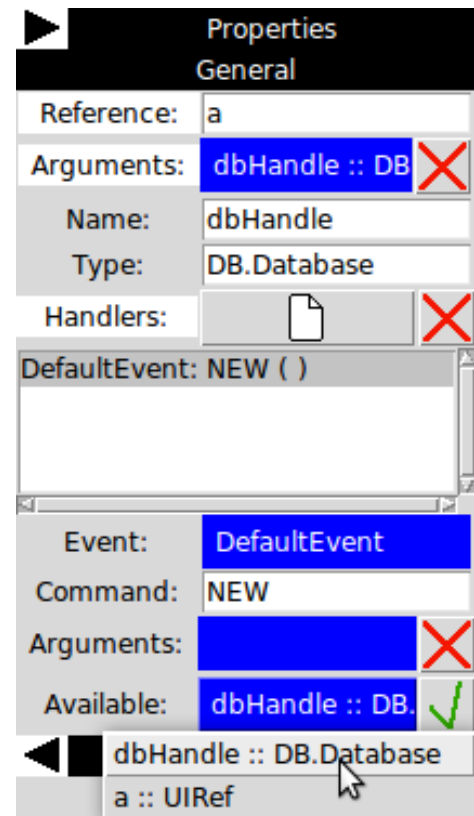 Properties
General
Reference: a
Arguments: dbHandle :: DB
Name: dbHandle
Type: DB.Database
Handlers:
DefaultEvent: NEW ( )
Event: DefaultEvent
Command: NEW
Arguments:
Available: dbHandle :: DB.
dbHandle :: DB.Database
a :: UIRef